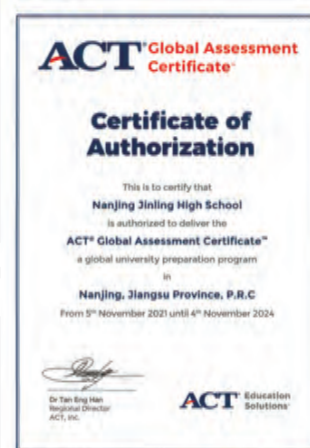 ACT® Global Assessment
Certificate™
Certificate of
Authorization
This is to certify that
Nanjing Jinling High School
is authorized to deliver the
ACT® Global Assessment Certificate™
a global university preparation program
in
Nanjing, Jiangsu Province, P.R.C
From 5th November 2021 until 4th November 2024
Dr Tan Eng Han
Regional Director
ACT, Inc.
ACT® Education
Solutions™